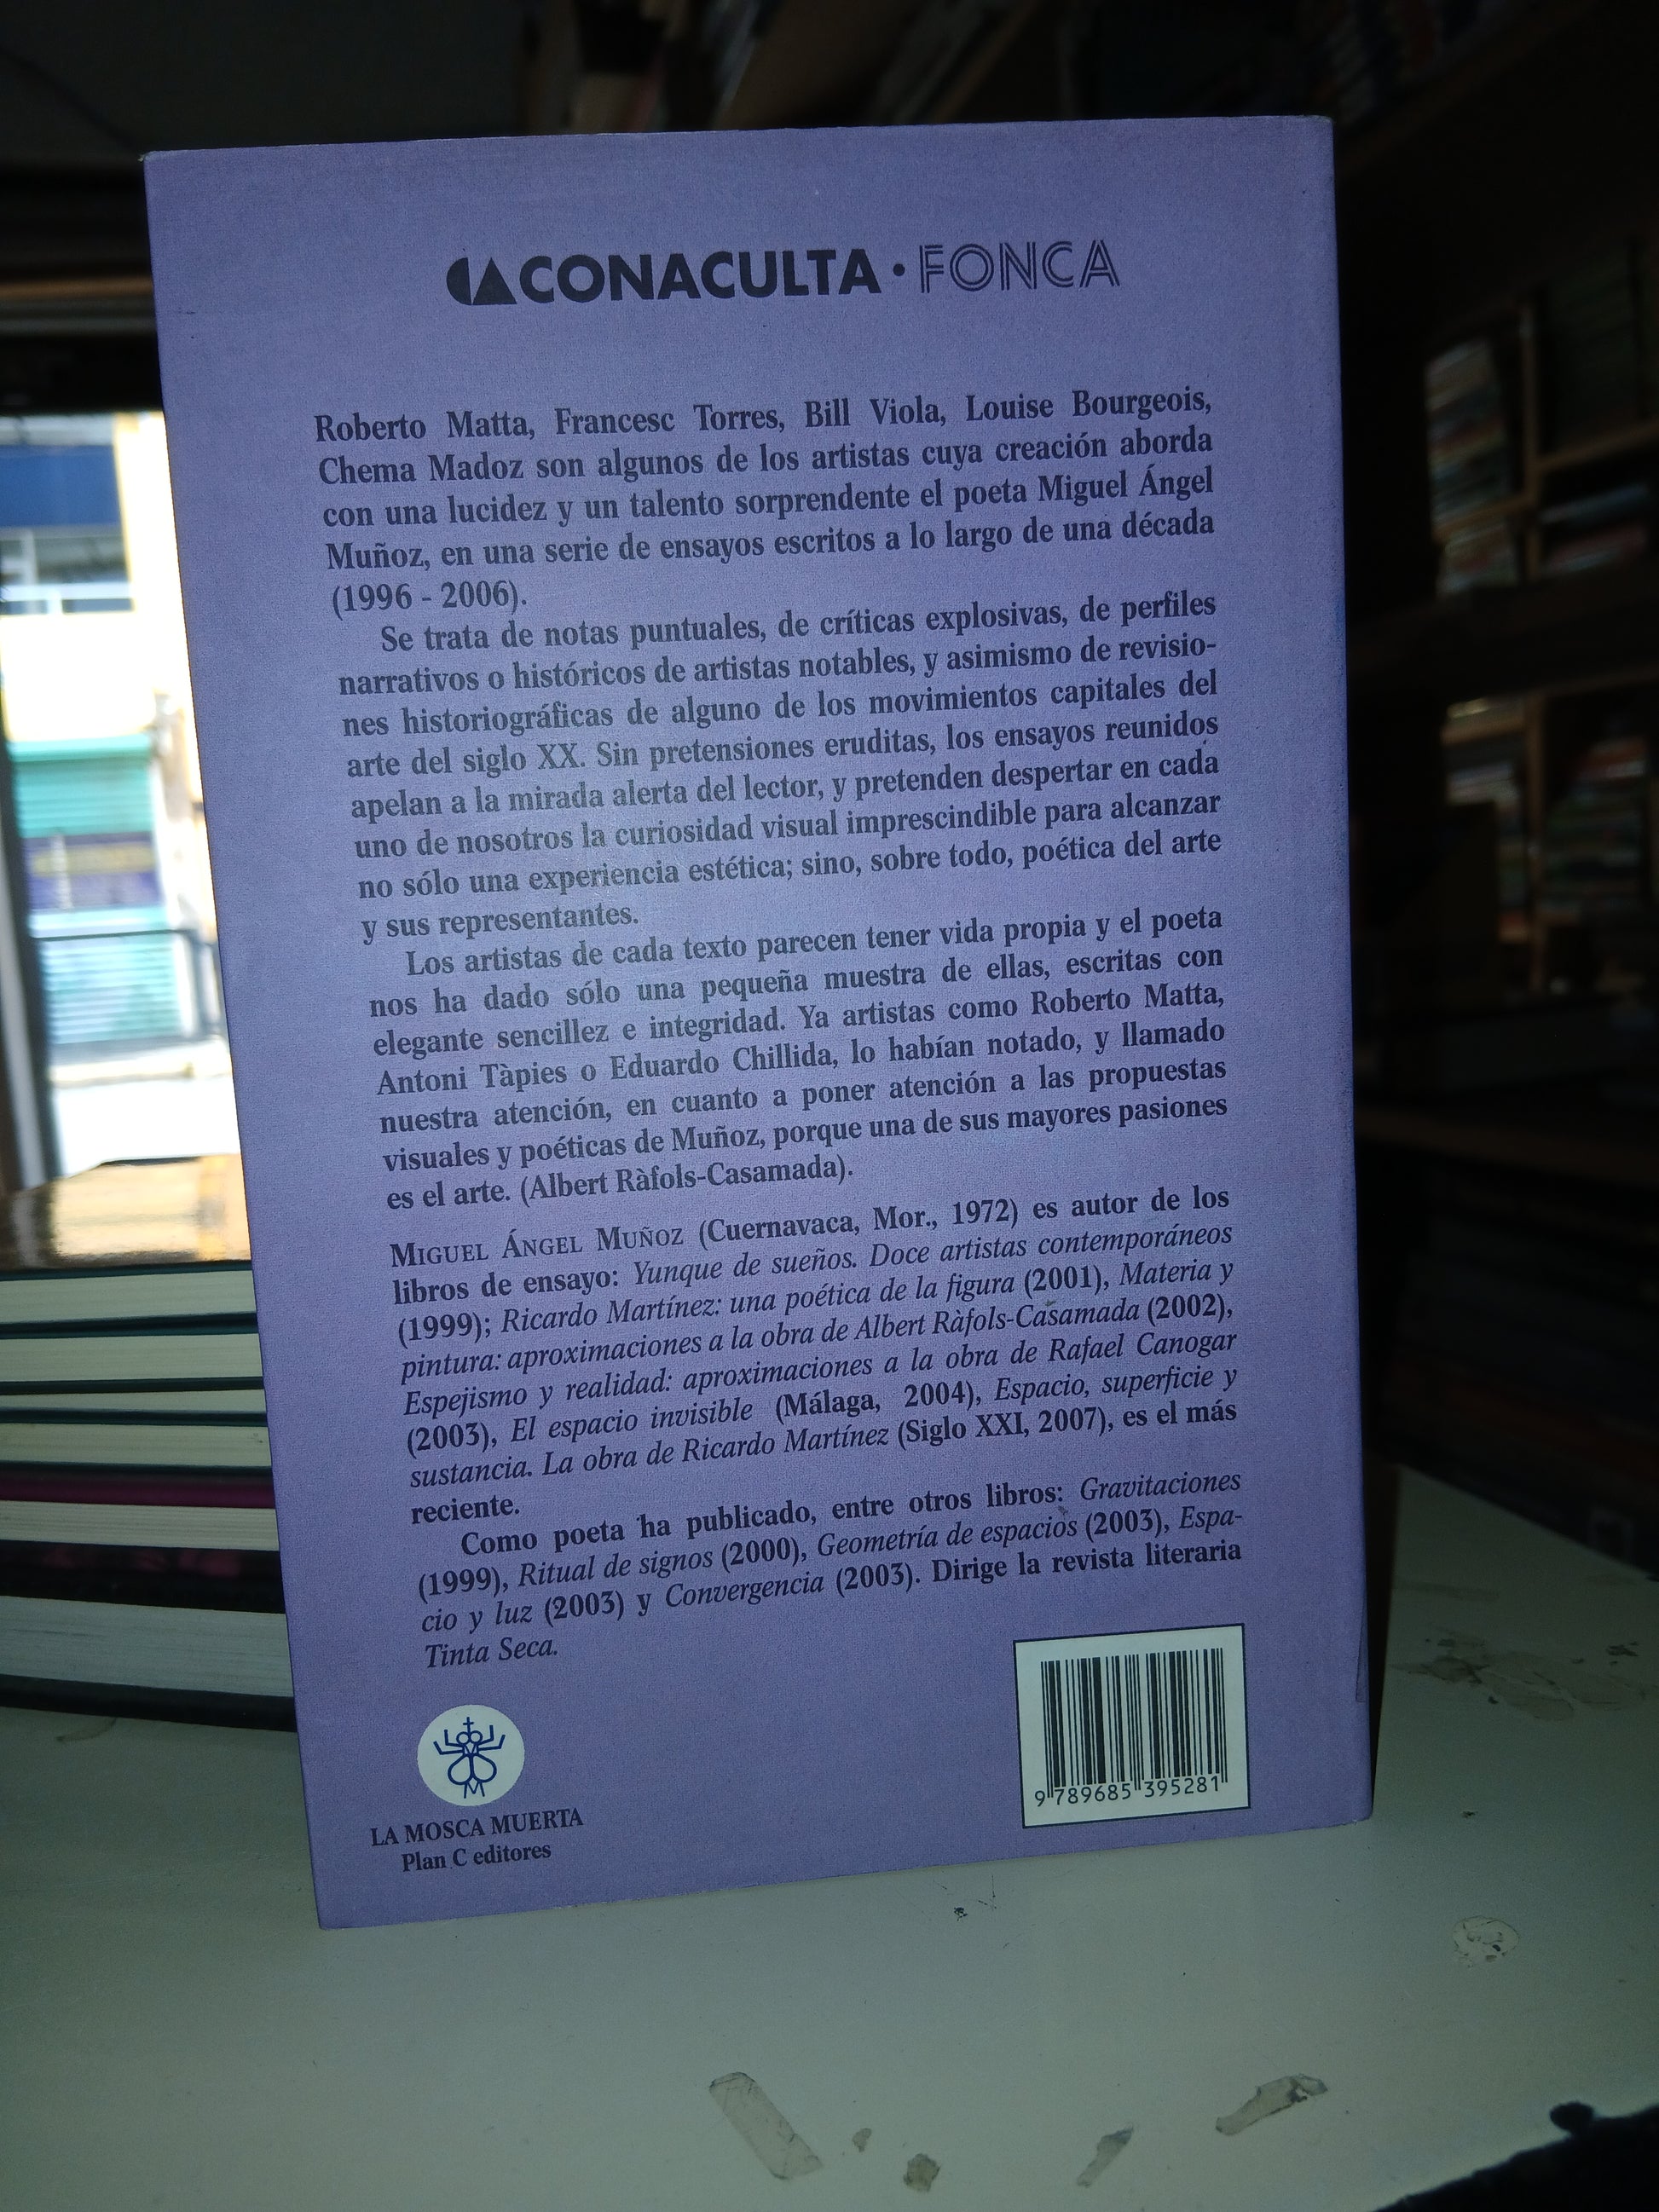 CONACULTA · FONCA
Roberto Matta, Francesc Torres, Bill Viola, Louise Bourgeois,
Chema Madoz son algunos de los artistas cuya creación aborda
con una lucidez y un talento sorprendente el poeta Miguel Ángel
Muñoz, en una serie de ensayos escritos a lo largo de una década
(1996 - 2006).
Se trata de notas puntuales, de críticas explosivas, de perfiles
narrativos o históricos de artistas notables, y asimismo de revisio-
nes historiográficas de alguno de los movimientos capitales del
arte del siglo XX. Sin pretensiones eruditas, los ensayos reunidos
apelan a la mirada alerta del lector, y pretenden despertar en cada
uno de nosotros la curiosidad visual imprescindible para alcanzar
no sólo una experiencia estética; sino, sobre todo, poética del arte
y sus representantes.
Los artistas de cada texto parecen tener vida propia y el poeta
nos ha dado sólo una pequeña muestra de ellas, escritas con
elegante sencillez e integridad. Ya artistas como Roberto Matta,
Antoni Tàpies o Eduardo Chillida, lo habían notado, y llamado
nuestra atención, en cuanto a poner atención a las propuestas
visuales y poéticas de Muñoz, porque una de sus mayores pasiones
es el arte. (Albert Ràfols-Casamada).
MIGUEL ÁNGEL MUÑOZ (Cuernavaca, Mor., 1972) es autor de los
libros de ensayo: Yunque de sueños. Doce artistas contemporáneos
(1999); Ricardo Martínez: una poética de la figura (2001), Materia y
pintura: aproximaciones a la obra de Albert Ràfols-Casamada (2002),
Espejismo y realidad: aproximaciones a la obra de Rafael Canogar
(2003), El espacio invisible (Málaga, 2004), Espacio, superficie y
sustancia. La obra de Ricardo Martínez (Siglo XXI, 2007), es el más
reciente.
Como poeta ha publicado, entre otros libros: Gravitaciones
(1999), Ritual de signos (2000), Geometría de espacios (2003), Espa-
cio y luz (2003) y Convergencia (2003). Dirige la revista literaria
Tinta Seca.
9 789685 395281
LA MOSCA MUERTA
Plan C editores